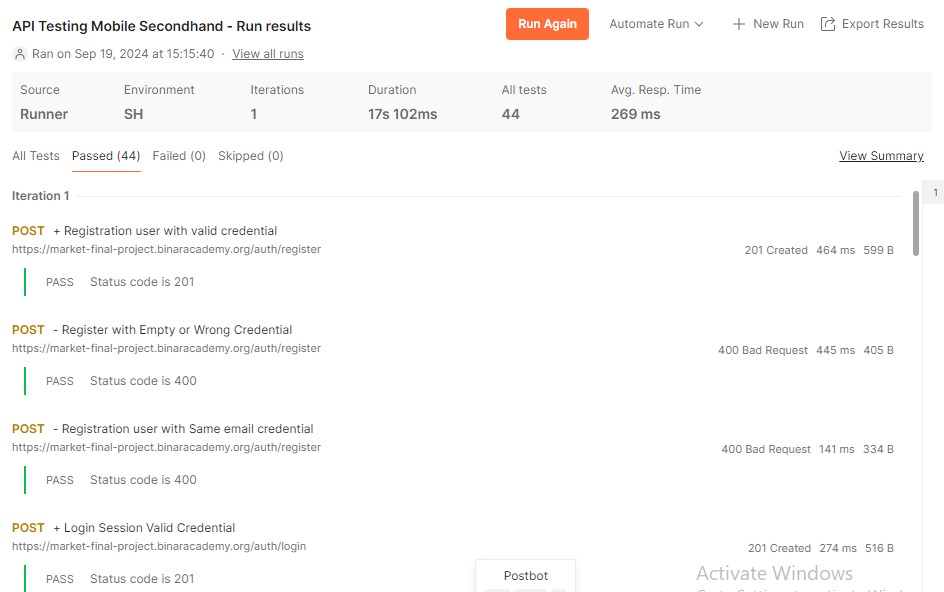 API Testing Mobile Secondhand - Run results
Run Again
Automate Run
+ New Run
Export Results
Ran on Sep 19, 2024 at 15:15:40 · View all runs
Source Environment Iterations Duration All tests Avg. Resp. Time
Runner SH 1 17s 102ms 44 269 ms
All Tests Passed (44) Failed (0) Skipped (0) View Summary
Iteration 1
1
POST + Registration user with valid credential
https://market-final-project.binaracademy.org/auth/register 201 Created 464 ms 599 B
PASS Status code is 201
POST - Register with Empty or Wrong Credential
https://market-final-project.binaracademy.org/auth/register 400 Bad Request 445 ms 405 B
PASS Status code is 400
POST - Registration user with Same email credential
https://market-final-project.binaracademy.org/auth/register 400 Bad Request 141 ms 334 B
PASS Status code is 400
POST + Login Session Valid Credential
https://market-final-project.binaracademy.org/auth/login 201 Created 274 ms 516 B
PASS Status code is 201
Postbot
Activate Windows